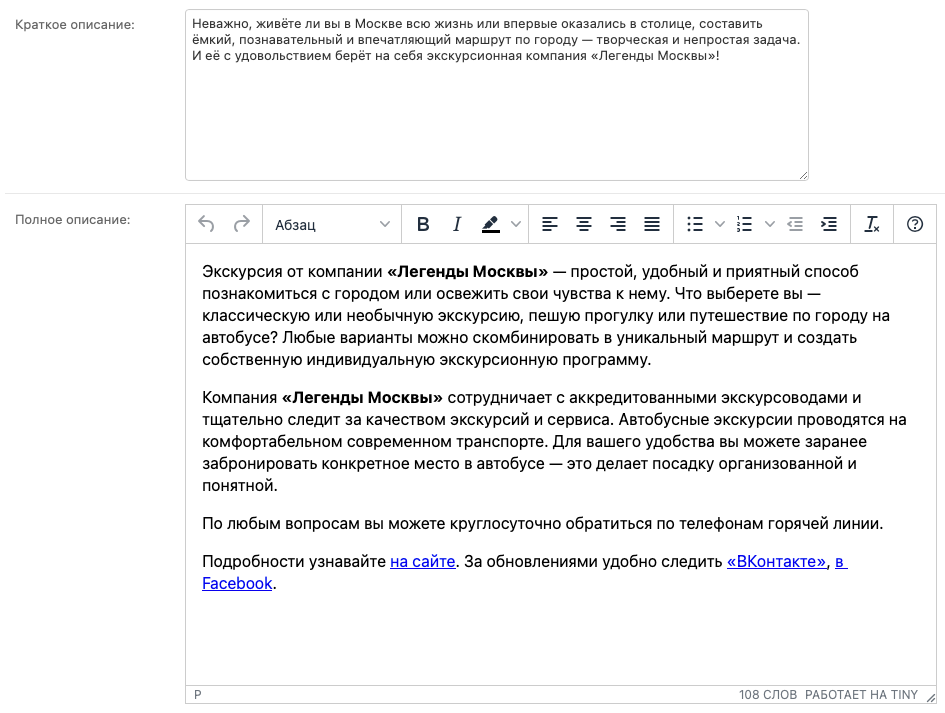 Краткое описание:
Неважно, живёте ли вы в Москве всю жизнь или впервые оказались в столице, составить
ёмкий, познавательный и впечатляющий маршрут по городу — творческая и непростая задача.
И её с удовольствием берёт на себя экскурсионная компания «Легенды Москвы»!
Полное описание:
Абзац
B I
Экскурсия от компании «Легенды Москвы» — простой, удобный и приятный способ
познакомиться с городом или освежить свои чувства к нему. Что выберете вы —
классическую или необычную экскурсию, пешую прогулку или путешествие по городу на
автобусе? Любые варианты можно скомбинировать в уникальный маршрут и создать
собственную индивидуальную экскурсионную программу.
Компания «Легенды Москвы» сотрудничает с аккредитованными экскурсоводами и
тщательно следит за качеством экскурсий и сервиса. Автобусные экскурсии проводятся на
комфортабельном современном транспорте. Для вашего удобства вы можете заранее
забронировать конкретное место в автобусе — это делает посадку организованной и
понятной.
По любым вопросам вы можете круглосуточно обратиться по телефонам горячей линии.
Подробности узнавайте на сайте. За обновлениями удобно следить «ВКонтакте», в
Facebook.
P
108 СЛОВ РАБОТАЕТ НА TINY